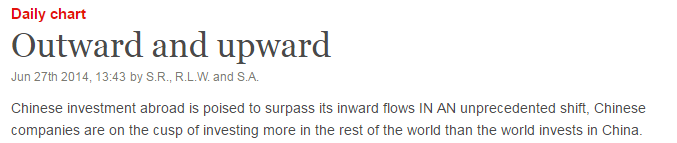 Daily chart
Outward and upward
Jun 27th 2014, 13:43 by S.R., R.L.W. and S.A.
Chinese investment abroad is poised to surpass its inward flows IN AN unprecedented shift, Chinese
companies are on the cusp of investing more in the rest of the world than the world invests in China.